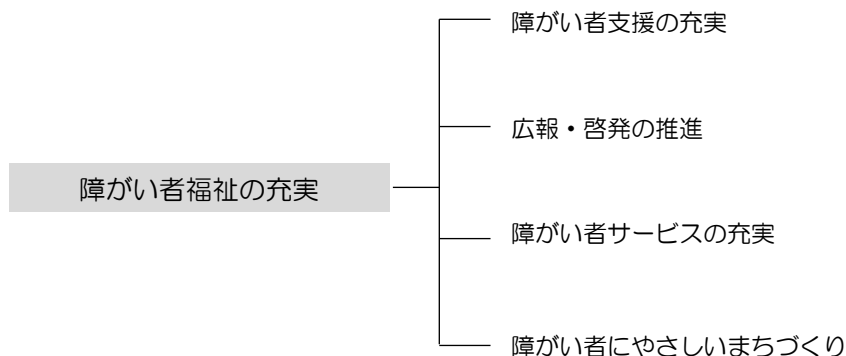 障がい者支援の充実
広報・啓発の推進
障がい者福祉の充実
障がい者サービスの充実
障がい者にやさしいまちづくり